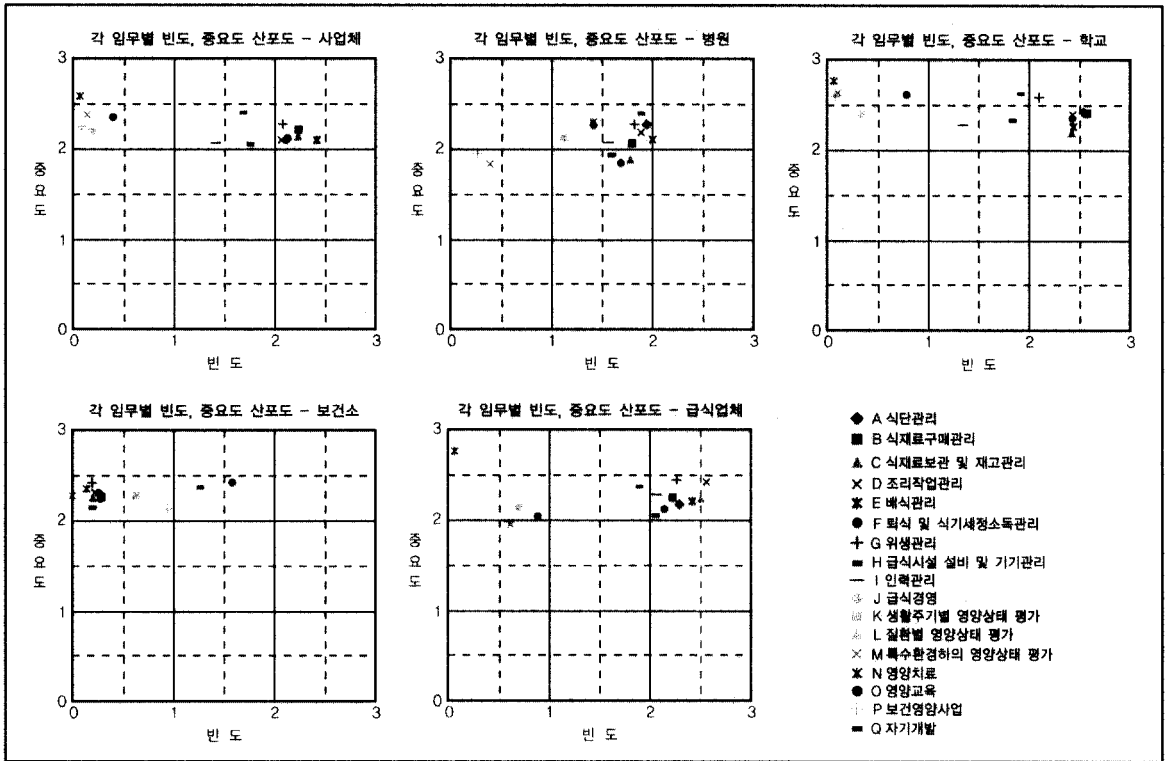 각 임무별 빈도, 중요도 산포도 - 사업체
3
2
1
0
중요도
0 1 2 3
빈 도
각 임무별 빈도, 중요도 산포도 - 병원
3
2
1
0
중요도
0 1 2 3
빈 도
각 임무별 빈도, 중요도 산포도 - 학교
3
2
1
0
중요도
0 1 2 3
빈 도
각 임무별 빈도, 중요도 산포도 - 보건소
3
2
1
0
중요도
0 1 2 3
빈 도
각 임무별 빈도, 중요도 산포도 - 급식업체
3
2
1
0
중요도
0 1 2 3
빈 도
A 식단관리
B 식재료구매관리
C 식재료보관 및 재고관리
D 조리작업관리
E 배식관리
F 퇴식 및 식기세정소독관리
G 위생관리
H 급식시설 설비 및 기기관리
I 인력관리
J 급식경영
K 생활주기별 영양상태 평가
L 질환별 영양상태 평가
M 특수환경하의 영양상태 평가
N 영양치료
O 영양교육
P 보건영양사업
Q 자기개발